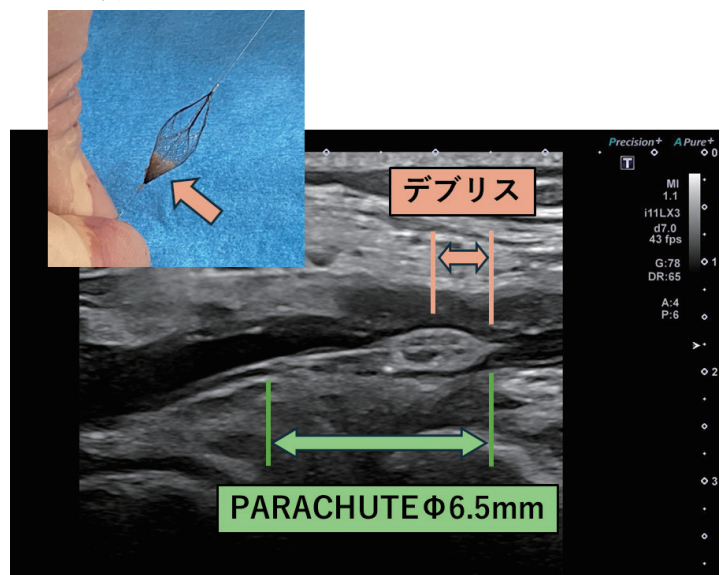 Precision+ A Pure+
T
0
デブリス
MI
1.1
i11LX3
d7.0
43 fps
G:78
DR:65
A:4
P:6
1
2
3
PARACHUTEΦ6.5mm